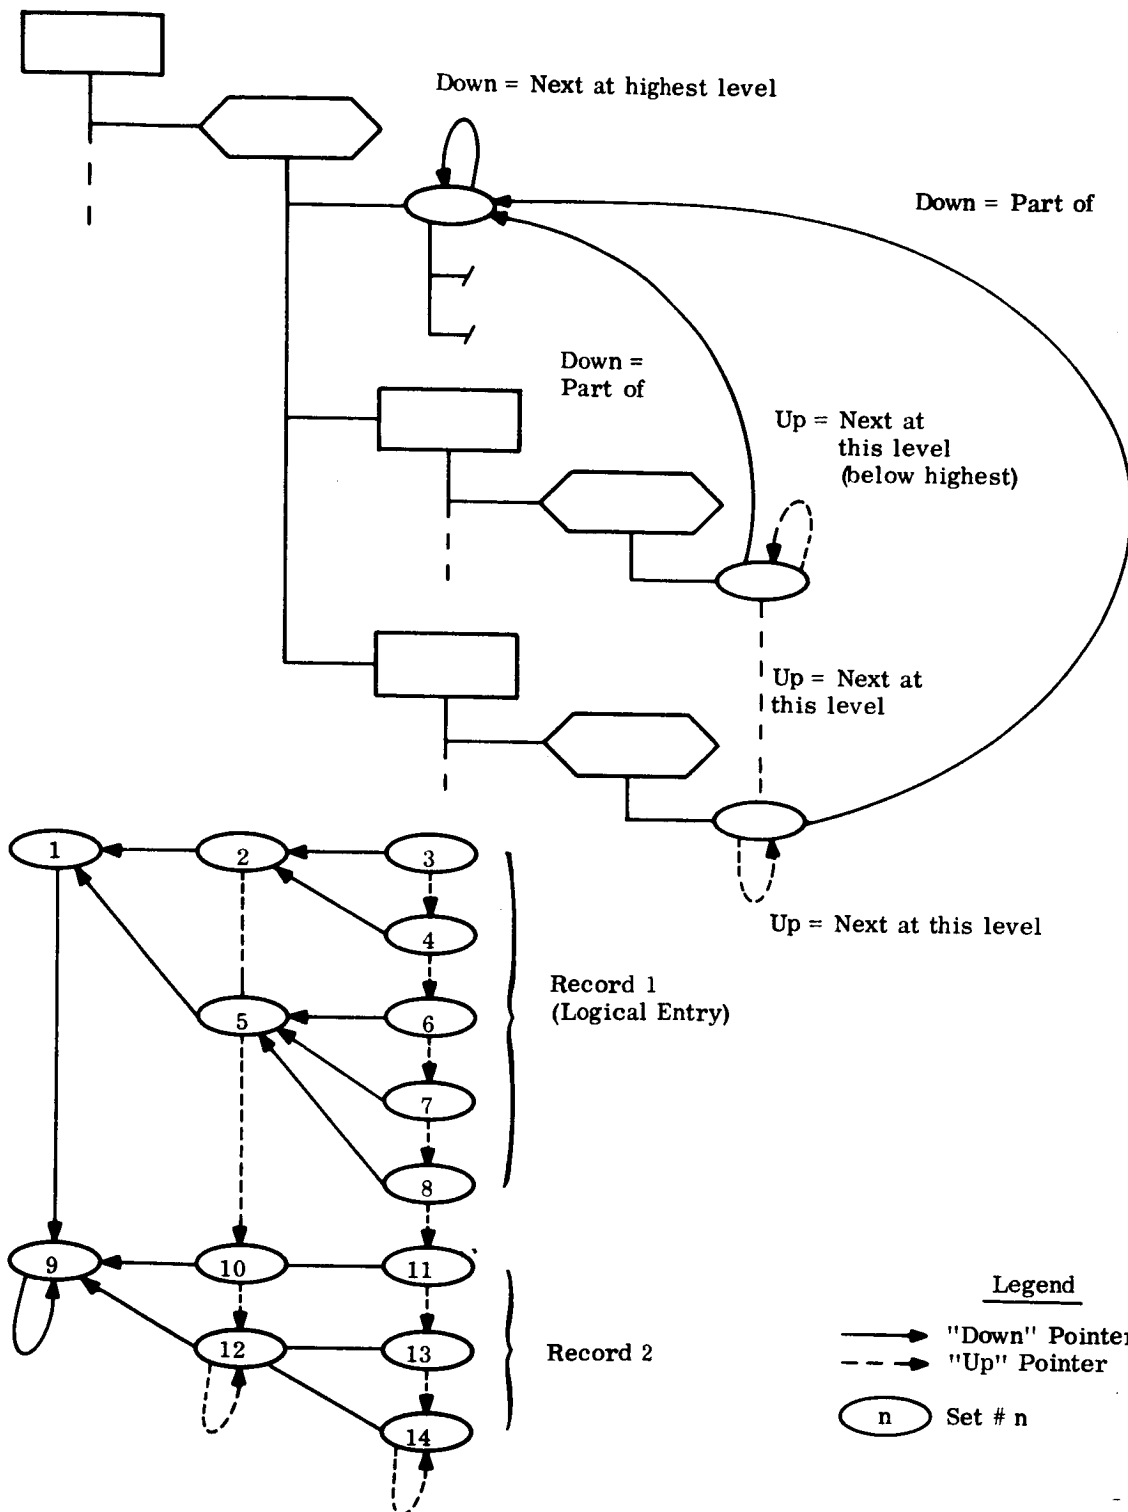 Down = Next at highest level
Down = Part of
Down =
Part of
Up = Next at
this level
(below highest)
Up = Next at
this level
Up = Next at this level
1
2
3
4
5
6
7
8
Record 1
(Logical Entry)
9
10
11
12
13
14
Record 2
Legend
"Down" Pointer
"Up" Pointer
n
Set # n